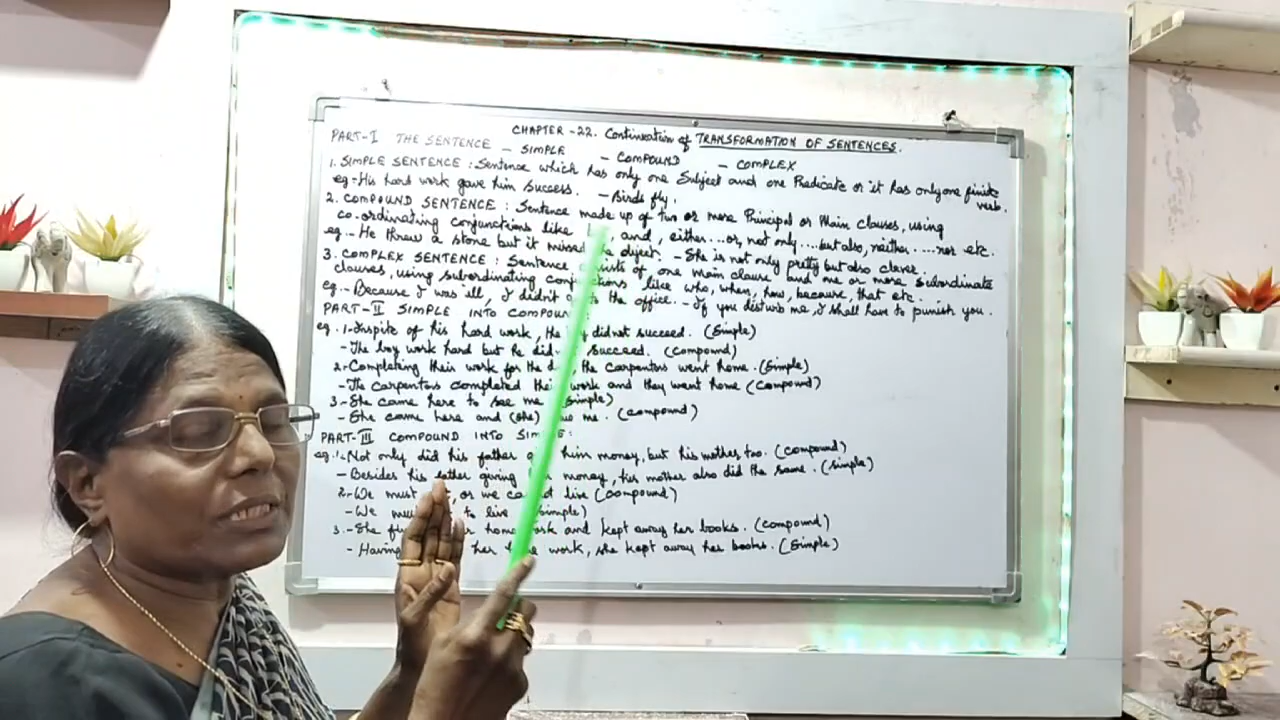 CHAPTER -22. Continuation of TRANSFORMATION OF SENTENCES.
PART-I THE SENTENCE - SIMPLE - COMPOUND - COMPLEX
1. SIMPLE SENTENCE : Sentence which has only one Subject and one Predicate or it has only one finite verb.
eg - His hard work gave him success. - Birds fly.
2. COMPOUND SENTENCE : Sentence made up of two or more Principal or Main clauses, using
co-ordinating conjunctions like , and, either...or, not only....but also, neither.....nor etc.
eg - He threw a stone but it missed object. - She is not only pretty but also clever.
3. COMPLEX SENTENCE : Sentence of one main clause and one or more subordinate
clauses, using subordinating like who, when, how, because, that etc.
eg - Because I was ill, I didn't the office. - If you disturb me, I shall have to punish you.
PART-II SIMPLE INTO :
eg. 1-Inspite of his hard work, the did not succeed. (Simple)
- The boy work hard but he succeed. (compound)
2- Completing their work for the , the carpenters went home. (Simple)
- The carpenters completed work and they went home (Compound)
3 - She came here to see me (Simple)
- She came here and (she) me. (compound)
PART-III COMPOUND INTO :
eg. 1- Not only did his father him money, but his mother too. (compound)
- Besides his father giving money, his mother also did the same. (simple)
2- We must , or we live (compound)
- We to live (Simple)
3 - She and kept away her books. (compound)
- Having her work, she kept away her books. (Simple)